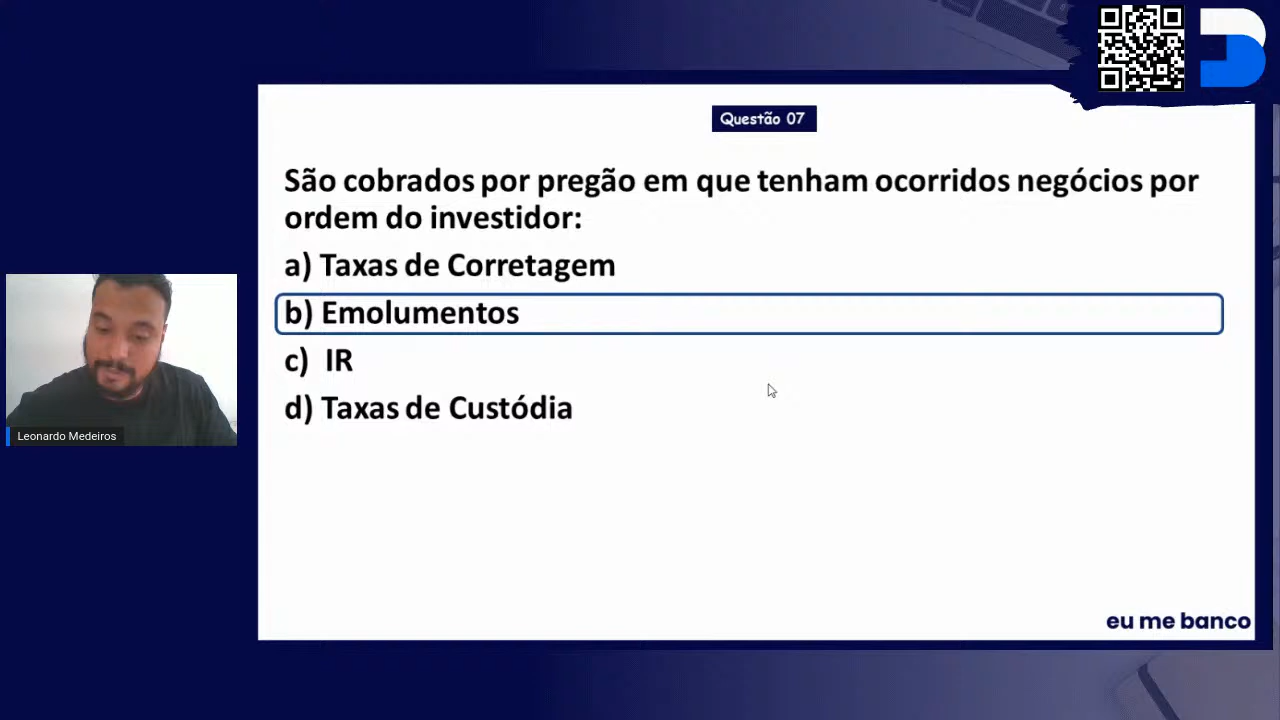 Questão 07
São cobrados por pregão em que tenham ocorridos negócios por
ordem do investidor:
a) Taxas de Corretagem
b) Emolumentos
c) IR
d) Taxas de Custódia
Leonardo Medeiros
eu me banco